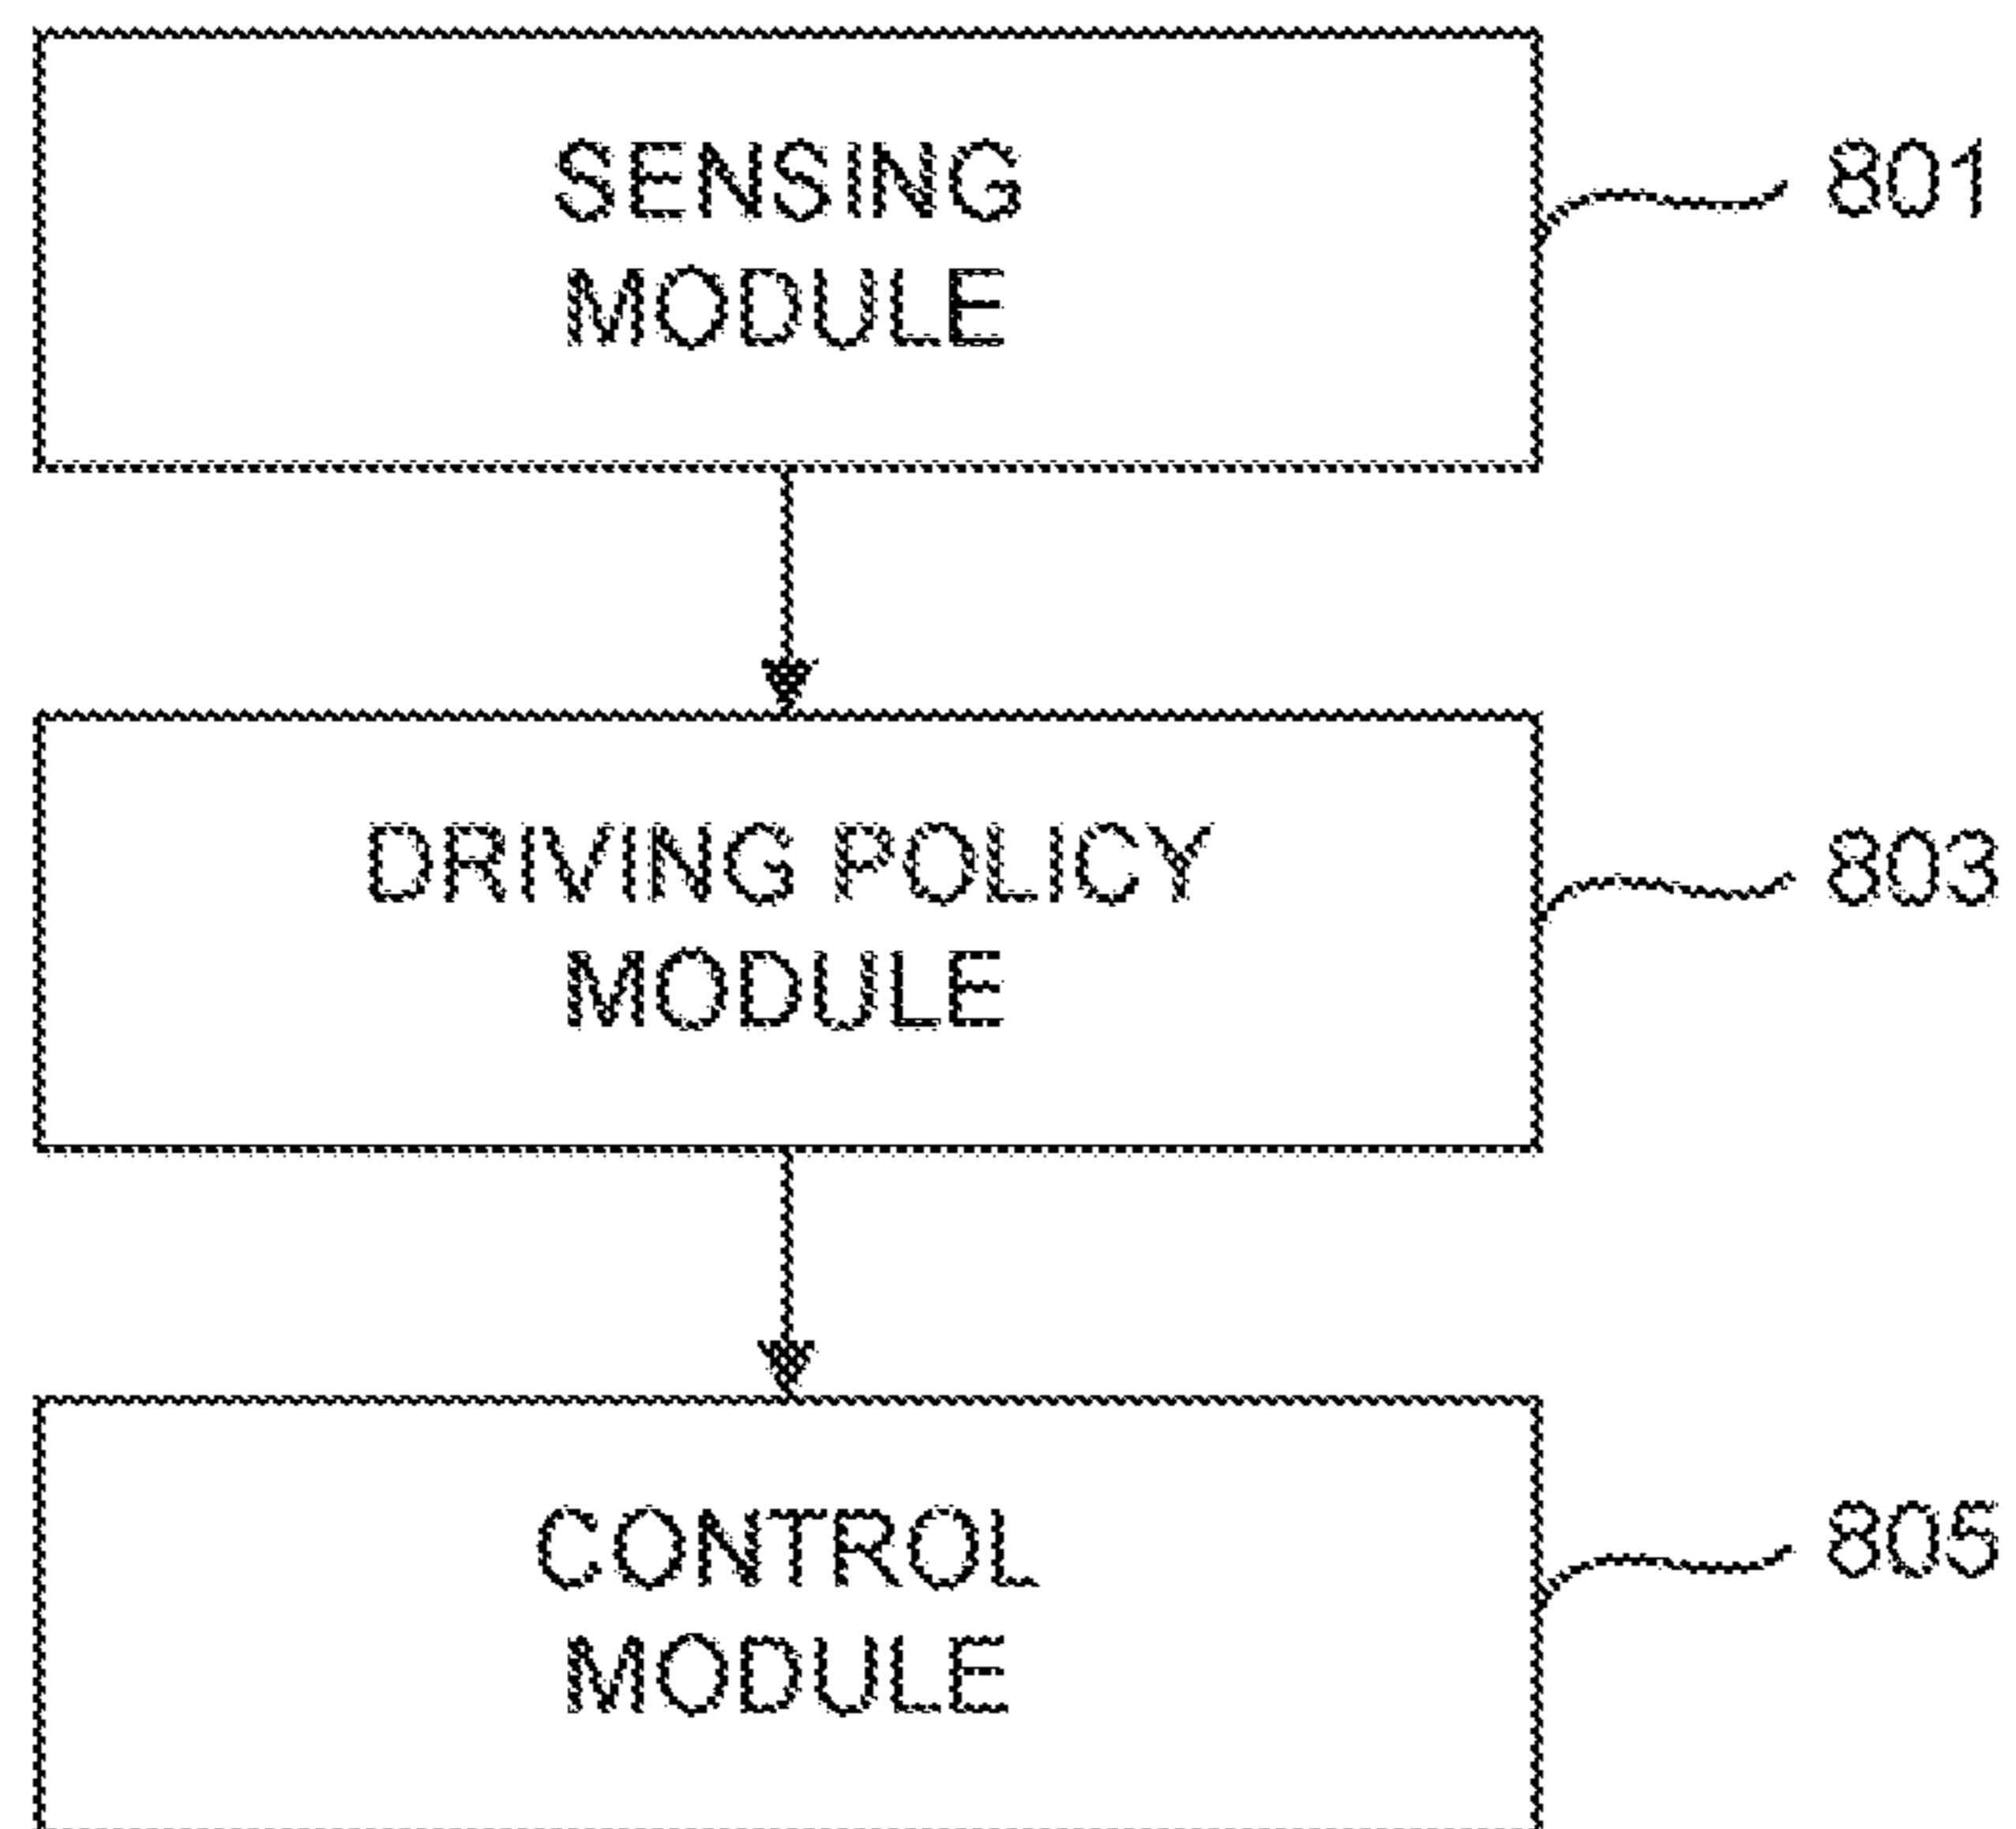 SENSING
MODULE
801
DRIVING POLICY
MODULE
803
CONTROL
MODULE
805